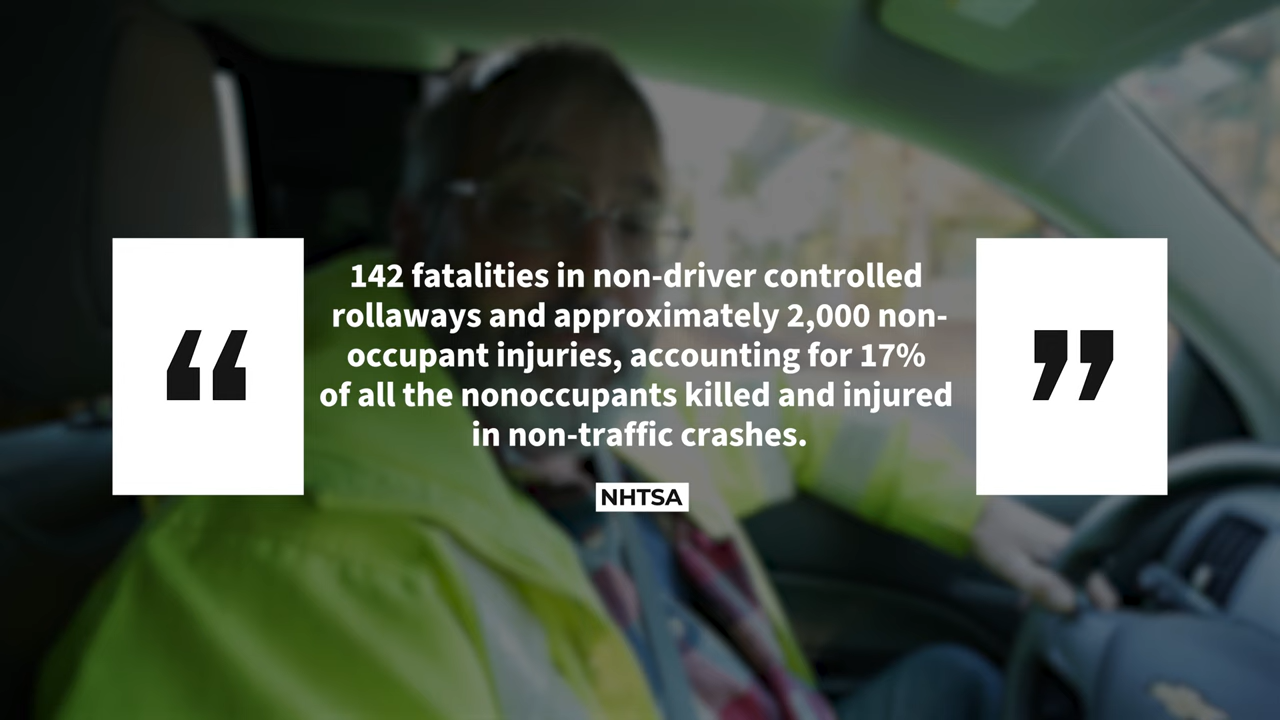 “
142 fatalities in non-driver controlled
rollaways and approximately 2,000 non-
occupant injuries, accounting for 17%
of all the nonoccupants killed and injured
in non-traffic crashes.
”
NHTSA